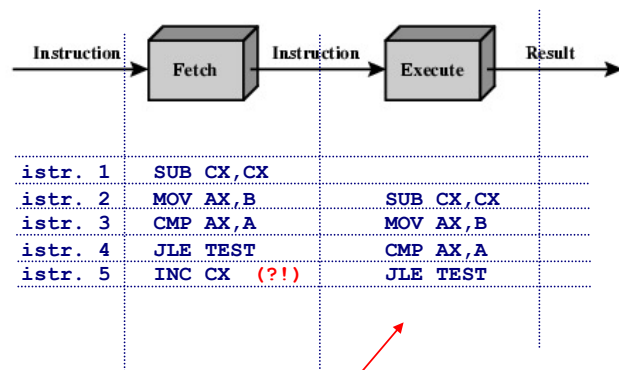 Instruction Fetch Instruction Execute Result
istr. 1 SUB CX,CX
istr. 2 MOV AX,B SUB CX,CX
istr. 3 CMP AX,A MOV AX,B
istr. 4 JLE TEST CMP AX,A
istr. 5 INC CX (?!) JLE TEST